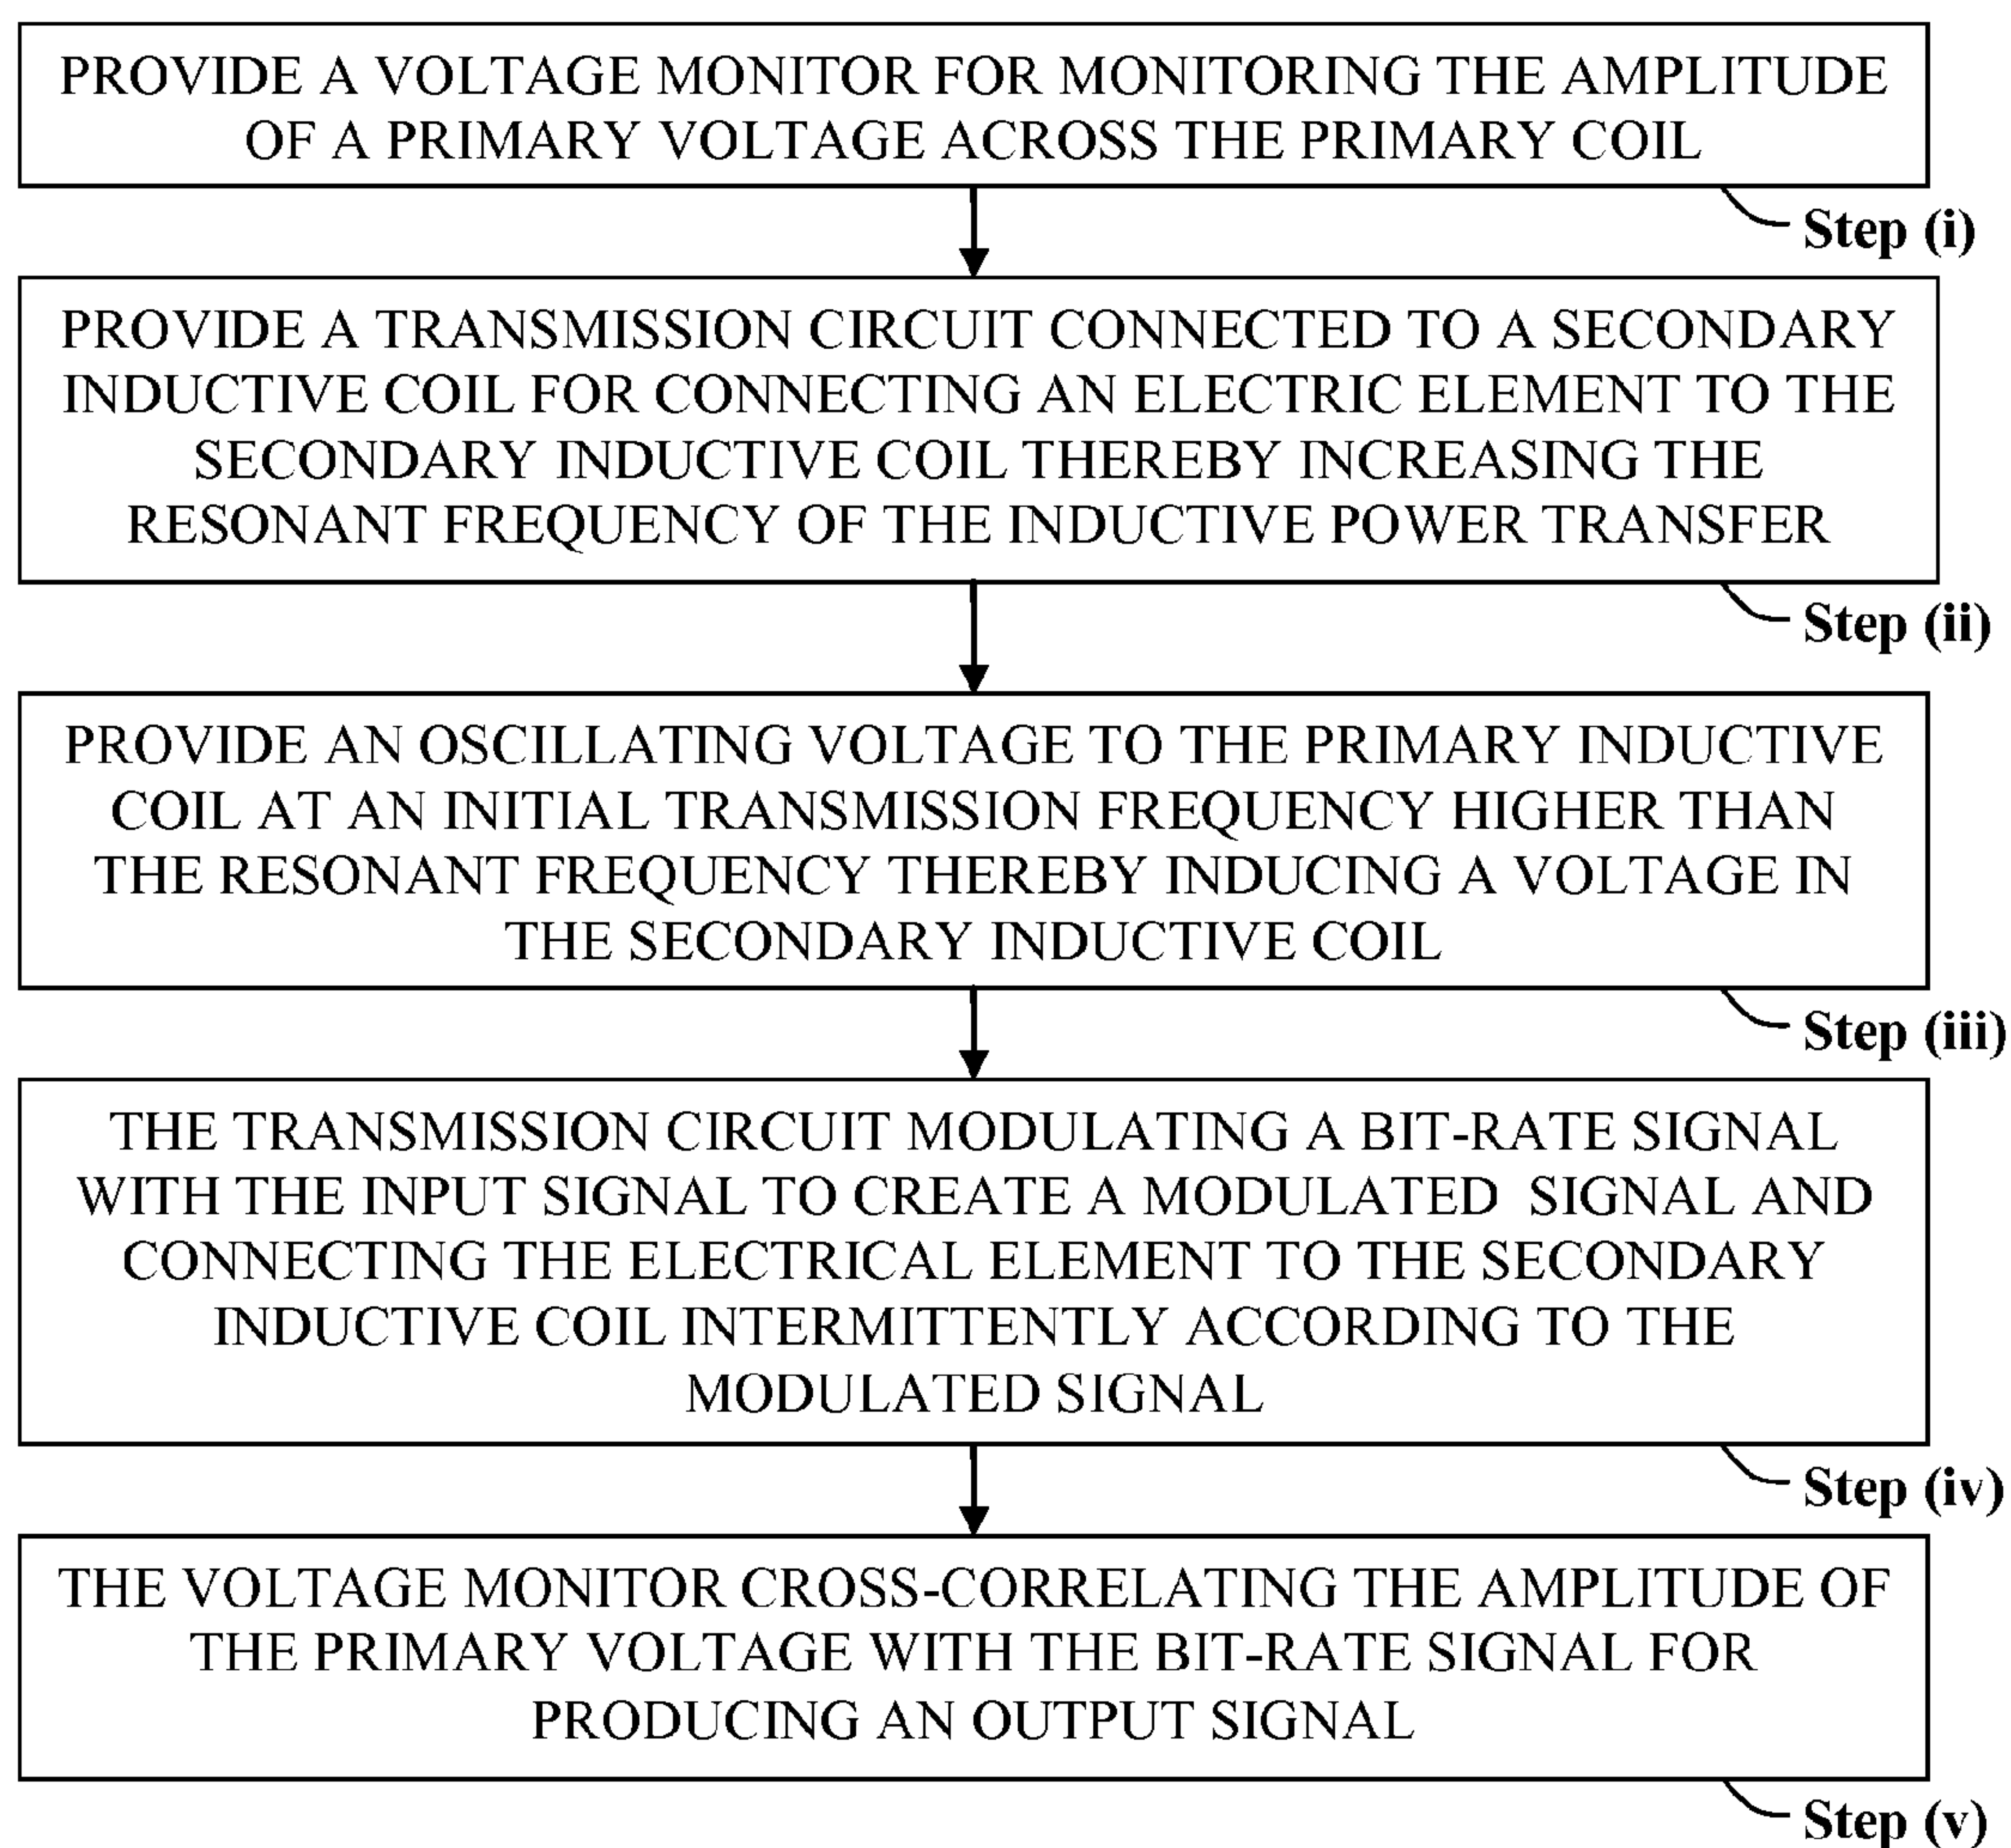 PROVIDE A VOLTAGE MONITOR FOR MONITORING THE AMPLITUDE
OF A PRIMARY VOLTAGE ACROSS THE PRIMARY COIL
Step (i)
PROVIDE A TRANSMISSION CIRCUIT CONNECTED TO A SECONDARY
INDUCTIVE COIL FOR CONNECTING AN ELECTRIC ELEMENT TO THE
SECONDARY INDUCTIVE COIL THEREBY INCREASING THE
RESONANT FREQUENCY OF THE INDUCTIVE POWER TRANSFER
Step (ii)
PROVIDE AN OSCILLATING VOLTAGE TO THE PRIMARY INDUCTIVE
COIL AT AN INITIAL TRANSMISSION FREQUENCY HIGHER THAN
THE RESONANT FREQUENCY THEREBY INDUCING A VOLTAGE IN
THE SECONDARY INDUCTIVE COIL
Step (iii)
THE TRANSMISSION CIRCUIT MODULATING A BIT-RATE SIGNAL
WITH THE INPUT SIGNAL TO CREATE A MODULATED SIGNAL AND
CONNECTING THE ELECTRICAL ELEMENT TO THE SECONDARY
INDUCTIVE COIL INTERMITTENTLY ACCORDING TO THE
MODULATED SIGNAL
Step (iv)
THE VOLTAGE MONITOR CROSS-CORRELATING THE AMPLITUDE OF
THE PRIMARY VOLTAGE WITH THE BIT-RATE SIGNAL FOR
PRODUCING AN OUTPUT SIGNAL
Step (v)